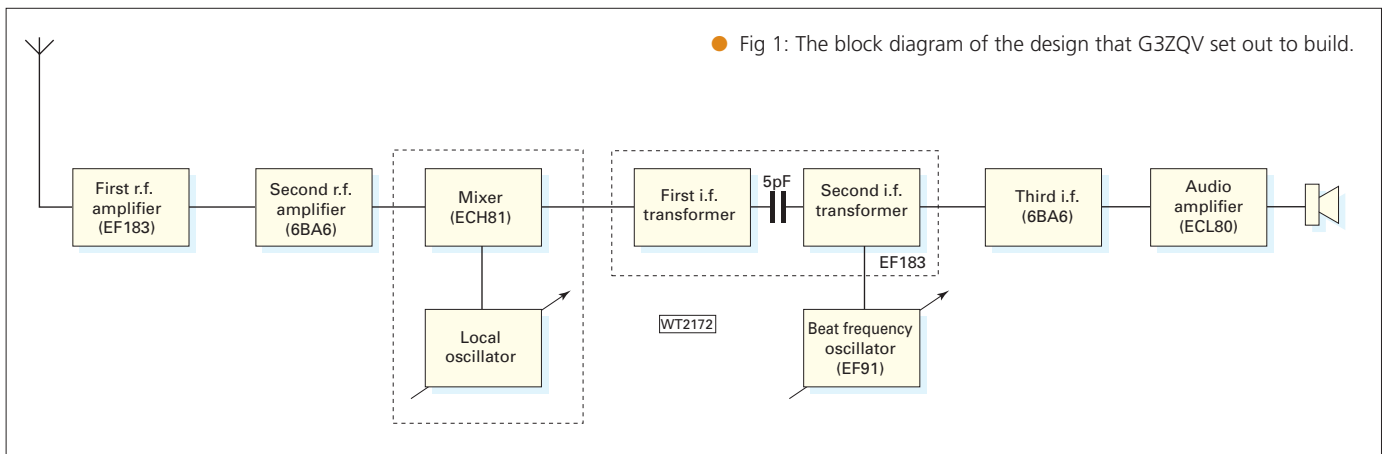 Fig 1: The block diagram of the design that G3ZQV set out to build.
First r.f.
amplifier
(EF183)
Second r.f.
amplifier
(6BA6)
Mixer
(ECH81)
Local
oscillator
First i.f.
transformer
5pF
Second i.f.
transformer
EF183
Beat frequency
oscillator
(EF91)
Third i.f.
(6BA6)
Audio
amplifier
(ECL80)
WT2172